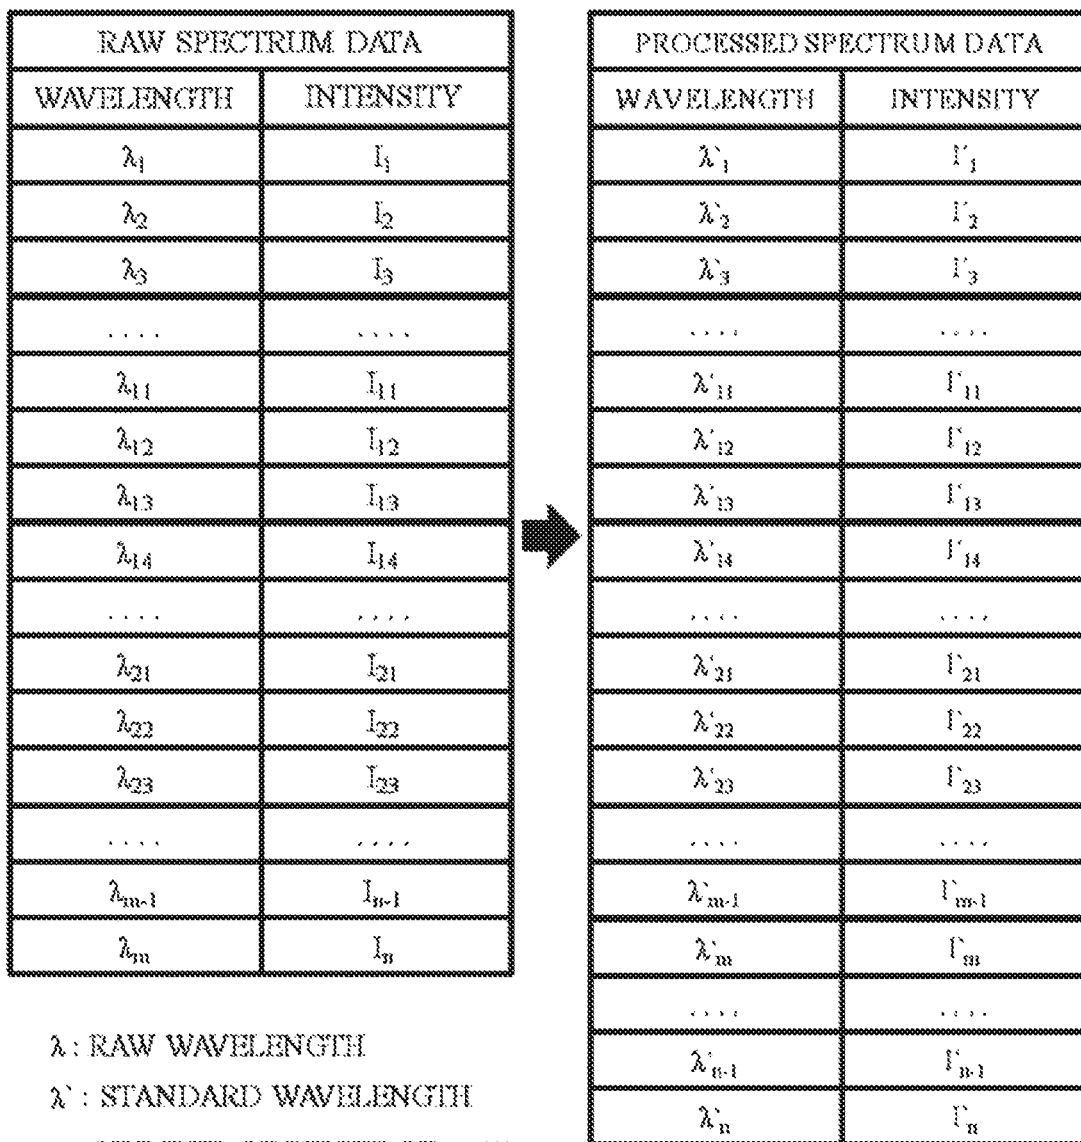 RAW SPECTRUM DATA
WAVELENGTH INTENSITY
λ1 I1
λ2 I2
λ3 I3
.... ....
λ11 I11
λ12 I12
λ13 I13
λ14 I14
.... ....
λ21 I21
λ22 I22
λ23 I23
.... ....
λm-1 In-1
λm In
λ : RAW WAVELENGTH
λ` : STANDARD WAVELENGTH
PROCESSED SPECTRUM DATA
WAVELENGTH INTENSITY
λ`1 I`1
λ`2 I`2
λ`3 I`3
.... ....
λ`11 I`11
λ`12 I`12
λ`13 I`13
λ`14 I`14
.... ....
λ`21 I`21
λ`22 I`22
λ`23 I`23
.... ....
λ`m-1 I`m-1
λ`m I`m
.... ....
λ`n-1 I`n-1
λ`n I`n